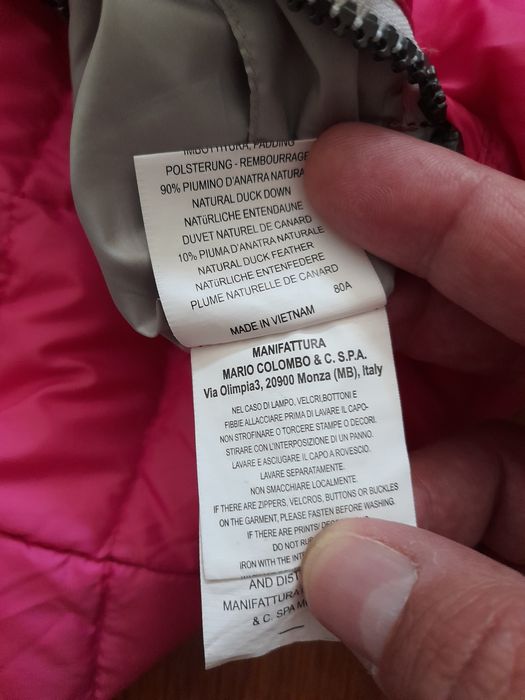 IMBOTTITURA, PADDING
POLSTERUNG - REMBOURRAGE
90% PIUMINO D'ANATRA NATURA
NATURAL DUCK DOWN
NATüRLICHE ENTENDAUNE
DUVET NATUREL DE CANARD
10% PIUMA D'ANATRA NATURALE
NATURAL DUCK FEATHER
NATüRLICHE ENTENFEDERE
PLUME NATURELLE DE CANARD
80A
MADE IN VIETNAM
MANIFATTURA
MARIO COLOMBO & C. S.P.A.
Via Olimpia3, 20900 Monza (MB), Italy
NEL CASO DI LAMPO, VELCRI,BOTTONI E
FIBBIE ALLACCIARE PRIMA DI LAVARE IL CAPO-
NON STROFINARE O TORCERE STAMPE O DECORI.
STIRARE CON L'INTERPOSIZIONE DI UN PANNO.
LAVARE E ASCIUGARE IL CAPO A ROVESCIO.
LAVARE SEPARATAMENTE.
NON SMACCHIARE LOCALMENTE.
IF THERE ARE ZIPPERS, VELCROS, BUTTONS OR BUCKLES
ON THE GARMENT, PLEASE FASTEN BEFORE WASHING.
IF THERE ARE PRINTS/
DO NOT RU
IRON WITH THE INT
AND DIST
MANIFATTURA
& C. SPA M